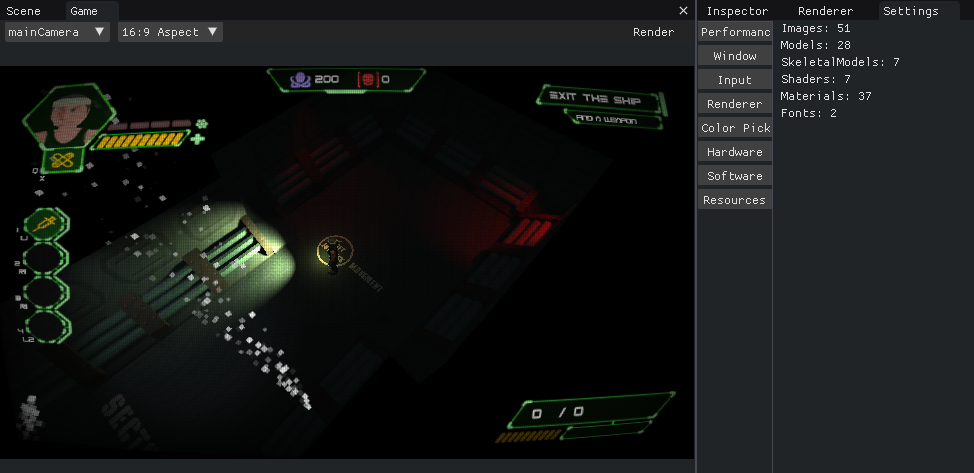 Scene
Game
Inspector
Renderer
Settings
mainCamera
16:9 Aspect
Render
Performanc
Window
Input
Renderer
Color Pick
Hardware
Software
Resources
Images: 51
Models: 28
SkeletalModels: 7
Shaders: 7
Materials: 37
Fonts: 2
200
0
EXIT THE SHIP
FIND A WEAPON
MOVEMENT
SECT
0 / 0